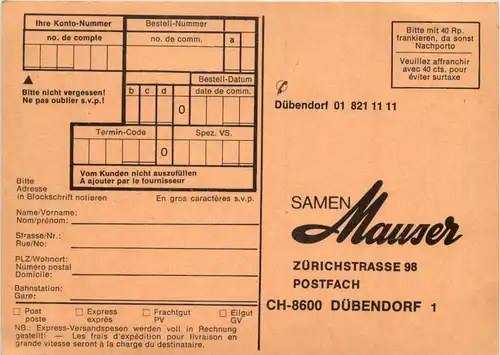 Ihre Konto-Nummer
no. de compte
Bestell-Nummer
no. de comm.
a
Bestell-Datum
date de comm.
b c d
0
Bitte nicht vergessen!
Ne pas oublier s.v.p.!
Termin-Code
Spez. VS.
0
Vom Kunden nicht auszufüllen
A ajouter par le fournisseur
Bitte
Adresse
in Blockschrift notieren
En gros caractères s.v.p.
Name/Vorname:
Nom/prénom:
Strasse/Nr.:
Rue/No:
PLZ/Wohnort:
Numéro postal
Domicile:
Bahnstation:
Gare:
Post
poste
Express
exprès
Frachtgut
PV
Eilgut
GV
NB.: Express-Versandspesen werden voll in Rechnung
gestellt! — Les frais d'expédition pour livraison en
grande vitesse seront à la charge du destinataire.
Bitte mit 40 Rp.
frankieren, da sonst
Nachporto
Veuillez affranchir
avec 40 cts. pour
éviter surtaxe
Dübendorf 01 821 11 11
SAMEN
Mauser
ZÜRICHSTRASSE 98
POSTFACH
CH-8600 DÜBENDORF 1